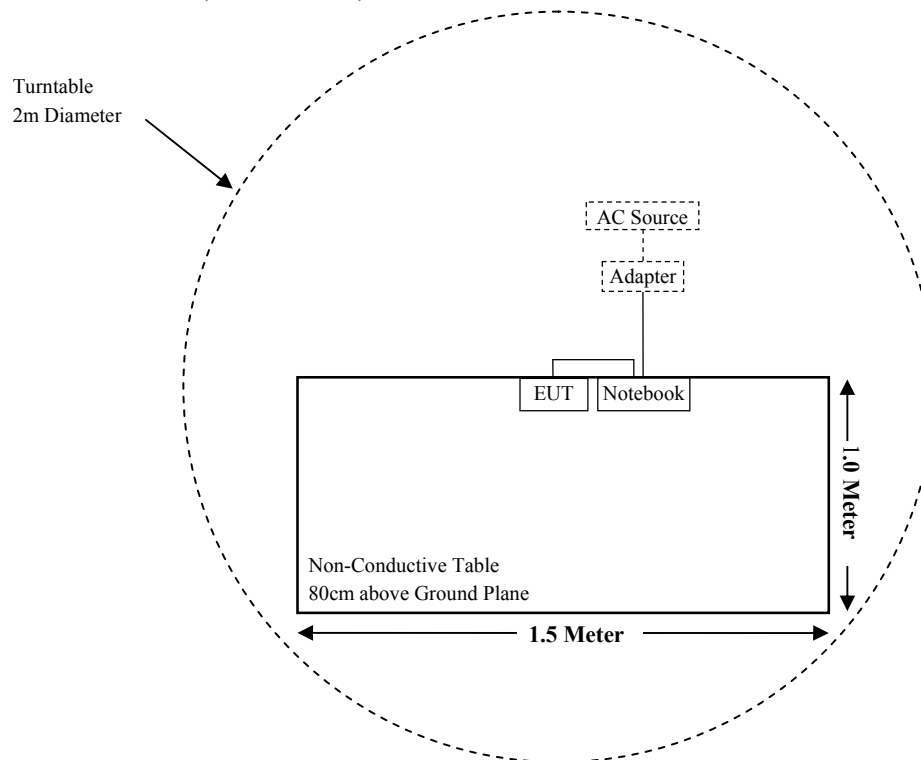 Turntable
2m Diameter
AC Source
Adapter
EUT
Notebook
1.0 Meter
Non-Conductive Table
80cm above Ground Plane
1.5 Meter